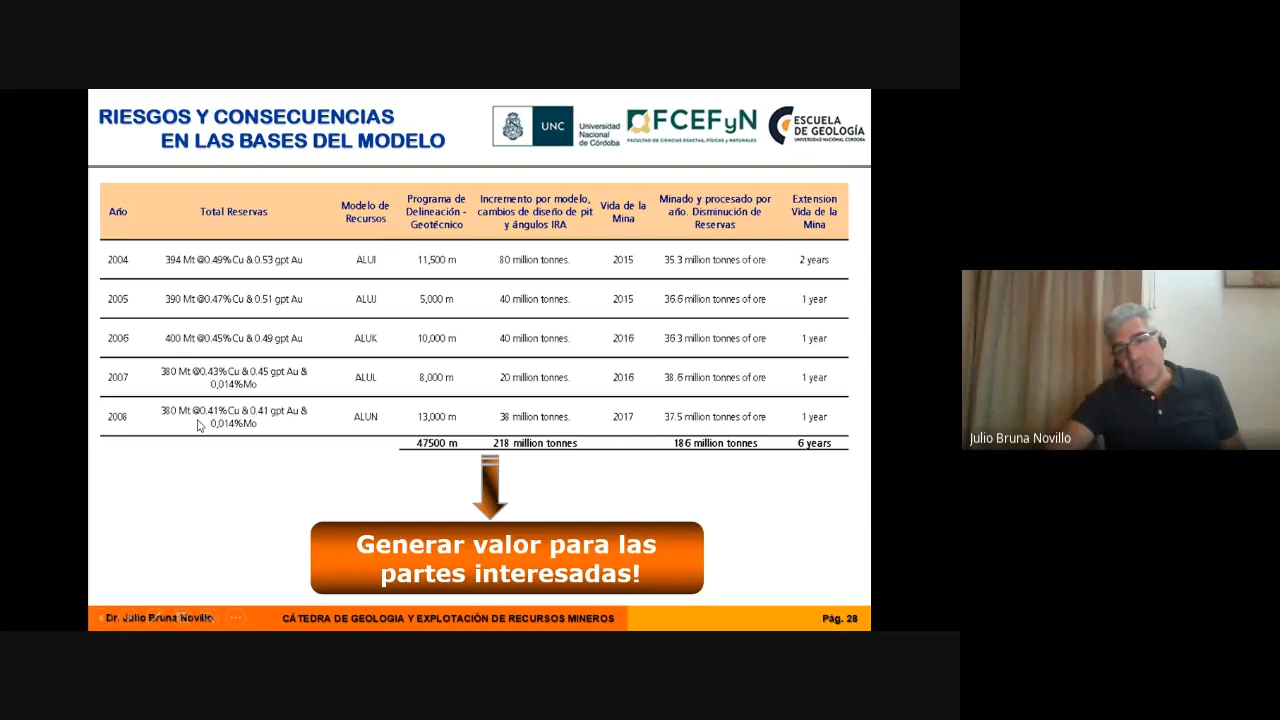 RIESGOS Y CONSECUENCIAS
EN LAS BASES DEL MODELO
UNC
Universidad
Nacional
de Córdoba
FCEFyN
FACULTAD DE CIENCIAS EXACTAS, FÍSICAS Y NATURALES
ESCUELA
DE GEOLOGÍA
UNIVERSIDAD NACIONAL CÓRDOBA
Año
Total Reservas
Modelo de
Recursos
Programa de
Delineación -
Geotécnico
Incremento por modelo,
cambios de diseño de pit
y ángulos IRA
Vida de la
Mina
Minado y procesado por
año. Disminución de
Reservas
Extension
Vida de la
Mina
2004 394 Mt @0.49% Cu & 0.53 gpt Au ALUI 11,500 m 80 million tonnes. 2015 35.3 million tonnes of ore 2 years
2005 390 Mt @0.47% Cu & 0.51 gpt Au ALUJ 5,000 m 40 million tonnes. 2015 36.6 million tonnes of ore 1 year
2006 400 Mt @0.45% Cu & 0.49 gpt Au ALUK 10,000 m 40 million tonnes. 2016 36.3 million tonnes of ore 1 year
2007 380 Mt @0.43% Cu & 0.45 gpt Au &
0,014%Mo ALUL 8,000 m 20 million tonnes. 2016 38.6 million tonnes of ore 1 year
2008 380 Mt @0.41% Cu & 0.41 gpt Au &
0,014%Mo ALUN 13,000 m 38 million tonnes. 2017 37.5 million tonnes of ore 1 year
47500 m 218 million tonnes 186 million tonnes 6 years
Generar valor para las
partes interesadas!
Dr. Julio Bruna Novillo
CÁTEDRA DE GEOLOGIA Y EXPLOTACIÓN DE RECURSOS MINEROS
Pág. 28
Julio Bruna Novillo